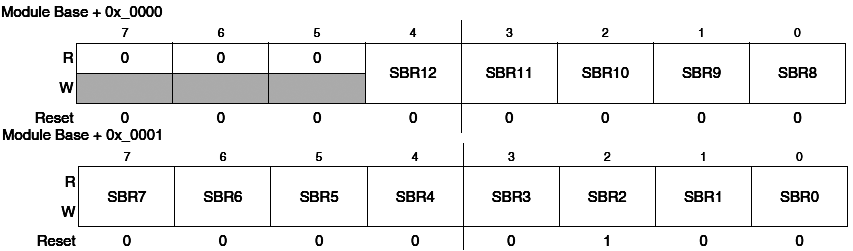 Module Base + 0x_0000
7 6 5 4 3 2 1 0
R 0 0 0 SBR12 SBR11 SBR10 SBR9 SBR8
W
Reset 0 0 0 0 0 0 0 0
Module Base + 0x_0001
7 6 5 4 3 2 1 0
R SBR7 SBR6 SBR5 SBR4 SBR3 SBR2 SBR1 SBR0
W
Reset 0 0 0 0 0 1 0 0